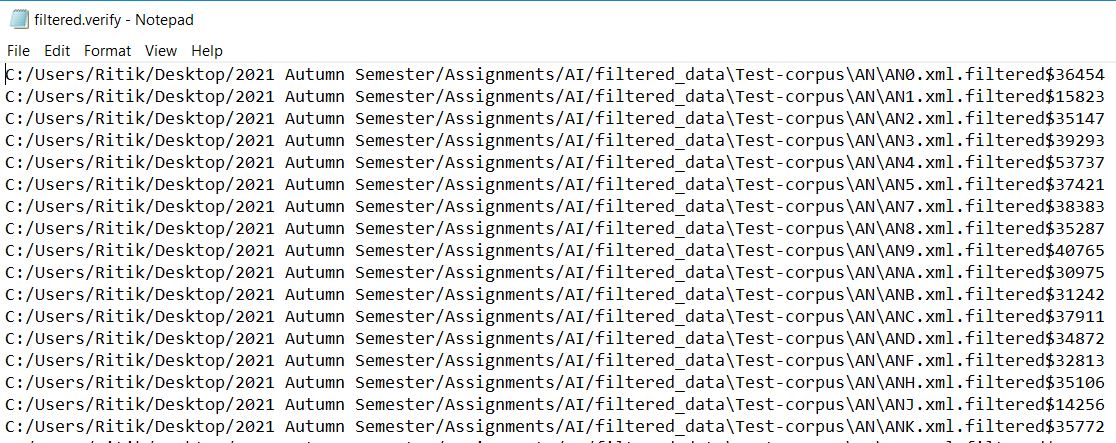 filtered.verify - Notepad
File Edit Format View Help
C:/Users/Ritik/Desktop/2021 Autumn Semester/Assignments/AI/filtered_data\Test-corpus\AN\AN0.xml.filtered$36454
C:/Users/Ritik/Desktop/2021 Autumn Semester/Assignments/AI/filtered_data\Test-corpus\AN\AN1.xml.filtered$15823
C:/Users/Ritik/Desktop/2021 Autumn Semester/Assignments/AI/filtered_data\Test-corpus\AN\AN2.xml.filtered$35147
C:/Users/Ritik/Desktop/2021 Autumn Semester/Assignments/AI/filtered_data\Test-corpus\AN\AN3.xml.filtered$39293
C:/Users/Ritik/Desktop/2021 Autumn Semester/Assignments/AI/filtered_data\Test-corpus\AN\AN4.xml.filtered$53737
C:/Users/Ritik/Desktop/2021 Autumn Semester/Assignments/AI/filtered_data\Test-corpus\AN\AN5.xml.filtered$37421
C:/Users/Ritik/Desktop/2021 Autumn Semester/Assignments/AI/filtered_data\Test-corpus\AN\AN7.xml.filtered$38383
C:/Users/Ritik/Desktop/2021 Autumn Semester/Assignments/AI/filtered_data\Test-corpus\AN\AN8.xml.filtered$35287
C:/Users/Ritik/Desktop/2021 Autumn Semester/Assignments/AI/filtered_data\Test-corpus\AN\AN9.xml.filtered$40765
C:/Users/Ritik/Desktop/2021 Autumn Semester/Assignments/AI/filtered_data\Test-corpus\AN\ANA.xml.filtered$30975
C:/Users/Ritik/Desktop/2021 Autumn Semester/Assignments/AI/filtered_data\Test-corpus\AN\ANB.xml.filtered$31242
C:/Users/Ritik/Desktop/2021 Autumn Semester/Assignments/AI/filtered_data\Test-corpus\AN\ANC.xml.filtered$37911
C:/Users/Ritik/Desktop/2021 Autumn Semester/Assignments/AI/filtered_data\Test-corpus\AN\AND.xml.filtered$34872
C:/Users/Ritik/Desktop/2021 Autumn Semester/Assignments/AI/filtered_data\Test-corpus\AN\ANF.xml.filtered$32813
C:/Users/Ritik/Desktop/2021 Autumn Semester/Assignments/AI/filtered_data\Test-corpus\AN\ANH.xml.filtered$35106
C:/Users/Ritik/Desktop/2021 Autumn Semester/Assignments/AI/filtered_data\Test-corpus\AN\ANJ.xml.filtered$14256
C:/Users/Ritik/Desktop/2021 Autumn Semester/Assignments/AI/filtered_data\Test-corpus\AN\ANK.xml.filtered$35772